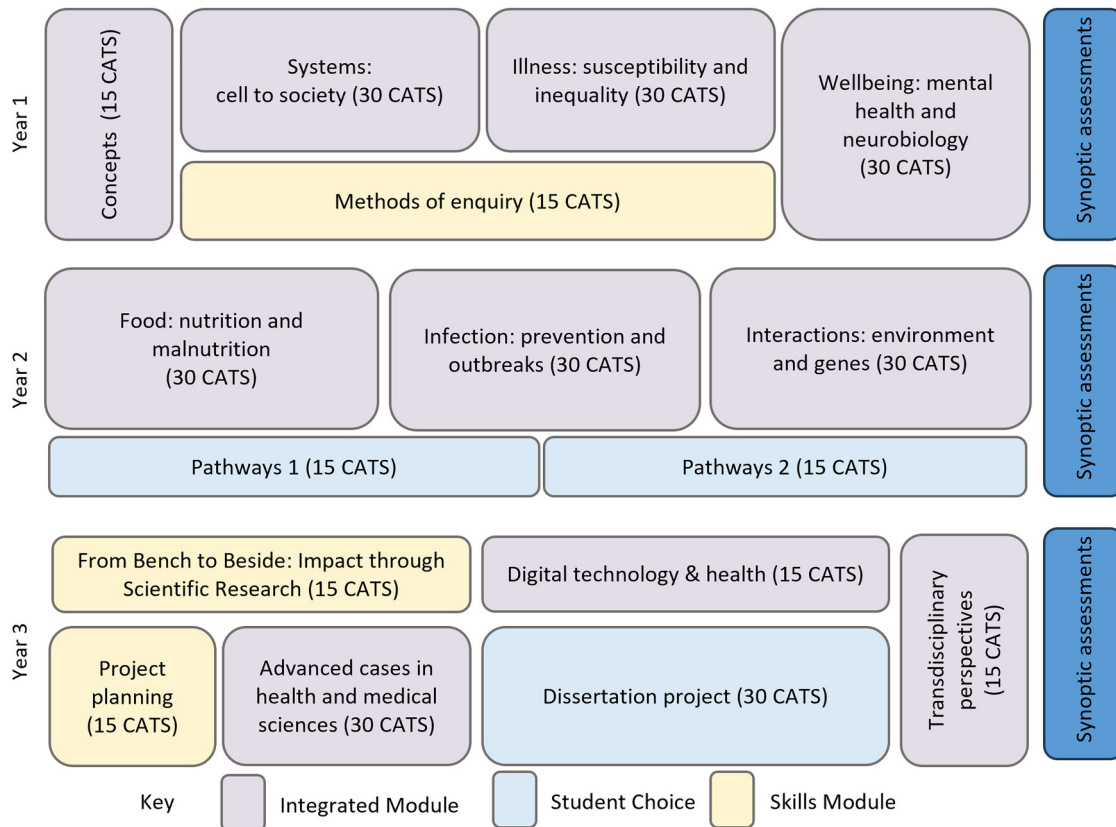 Year 1
Concepts (15 CATS)
Systems:
cell to society (30 CATS)
Illness: susceptibility and
inequality (30 CATS)
Methods of enquiry (15 CATS)
Wellbeing: mental
health and
neurobiology
(30 CATS)
Synoptic assessments
Year 2
Food: nutrition and
malnutrition
(30 CATS)
Infection: prevention and
outbreaks (30 CATS)
Interactions: environment
and genes (30 CATS)
Pathways 1 (15 CATS)
Pathways 2 (15 CATS)
Synoptic assessments
Year 3
From Bench to Beside: Impact through
Scientific Research (15 CATS)
Digital technology & health (15 CATS)
Project
planning
(15 CATS)
Advanced cases in
health and medical
sciences (30 CATS)
Dissertation project (30 CATS)
Transdisciplinary
perspectives
(15 CATS)
Synoptic assessments
Key
Integrated Module
Student Choice
Skills Module